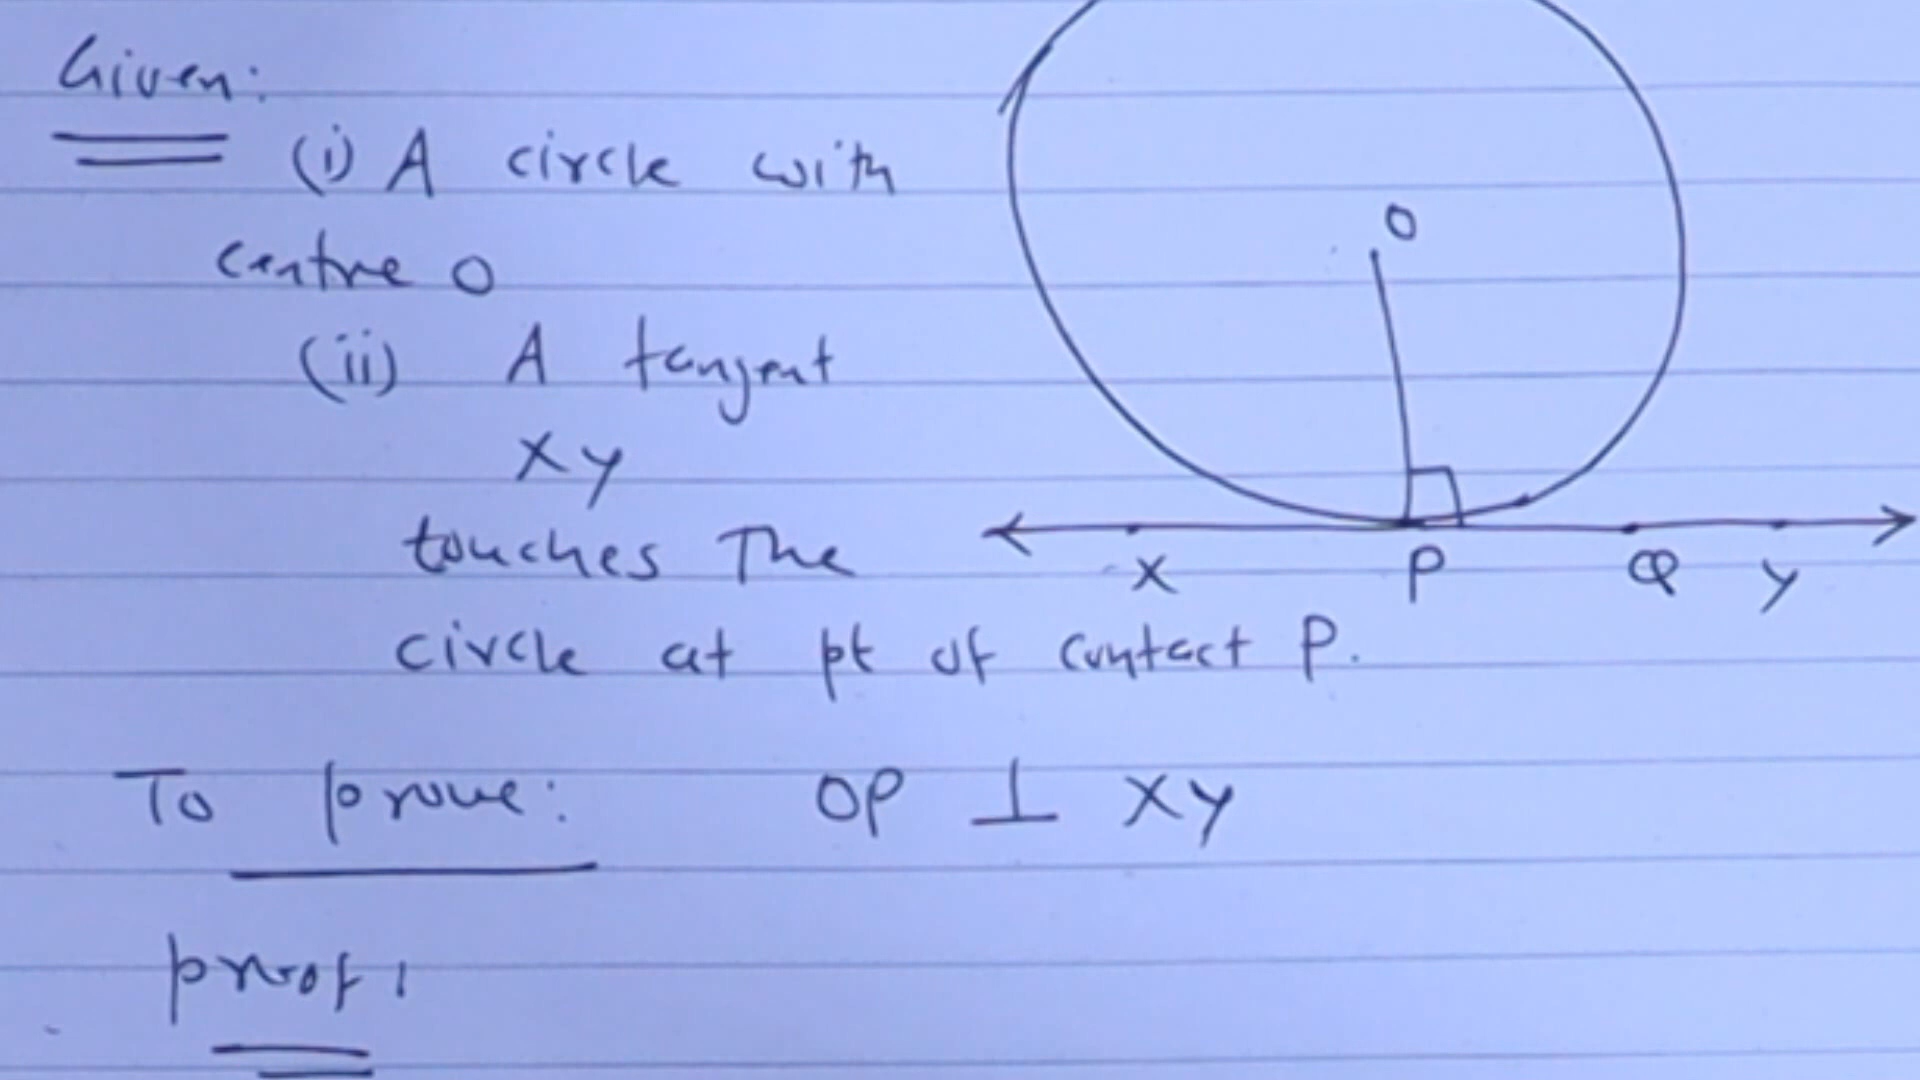 Given:
(i) A circle with
centre O
(ii) A tangent
XY
touches The
circle at pt of contact P.
O
X P Q Y
To prove: OP ⊥ XY
proof: